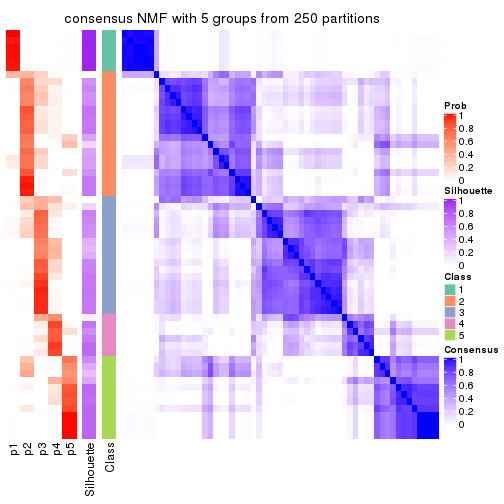 consensus NMF with 5 groups from 250 partitions
Prob
1
0.8
0.6
0.4
0.2
0
Silhouette
1
0.8
0.6
0.4
0.2
0
Class
1
2
3
4
5
Consensus
1
0.8
0.6
0.4
0.2
0
p1
p2
p3
p4
p5
Silhouette
Class